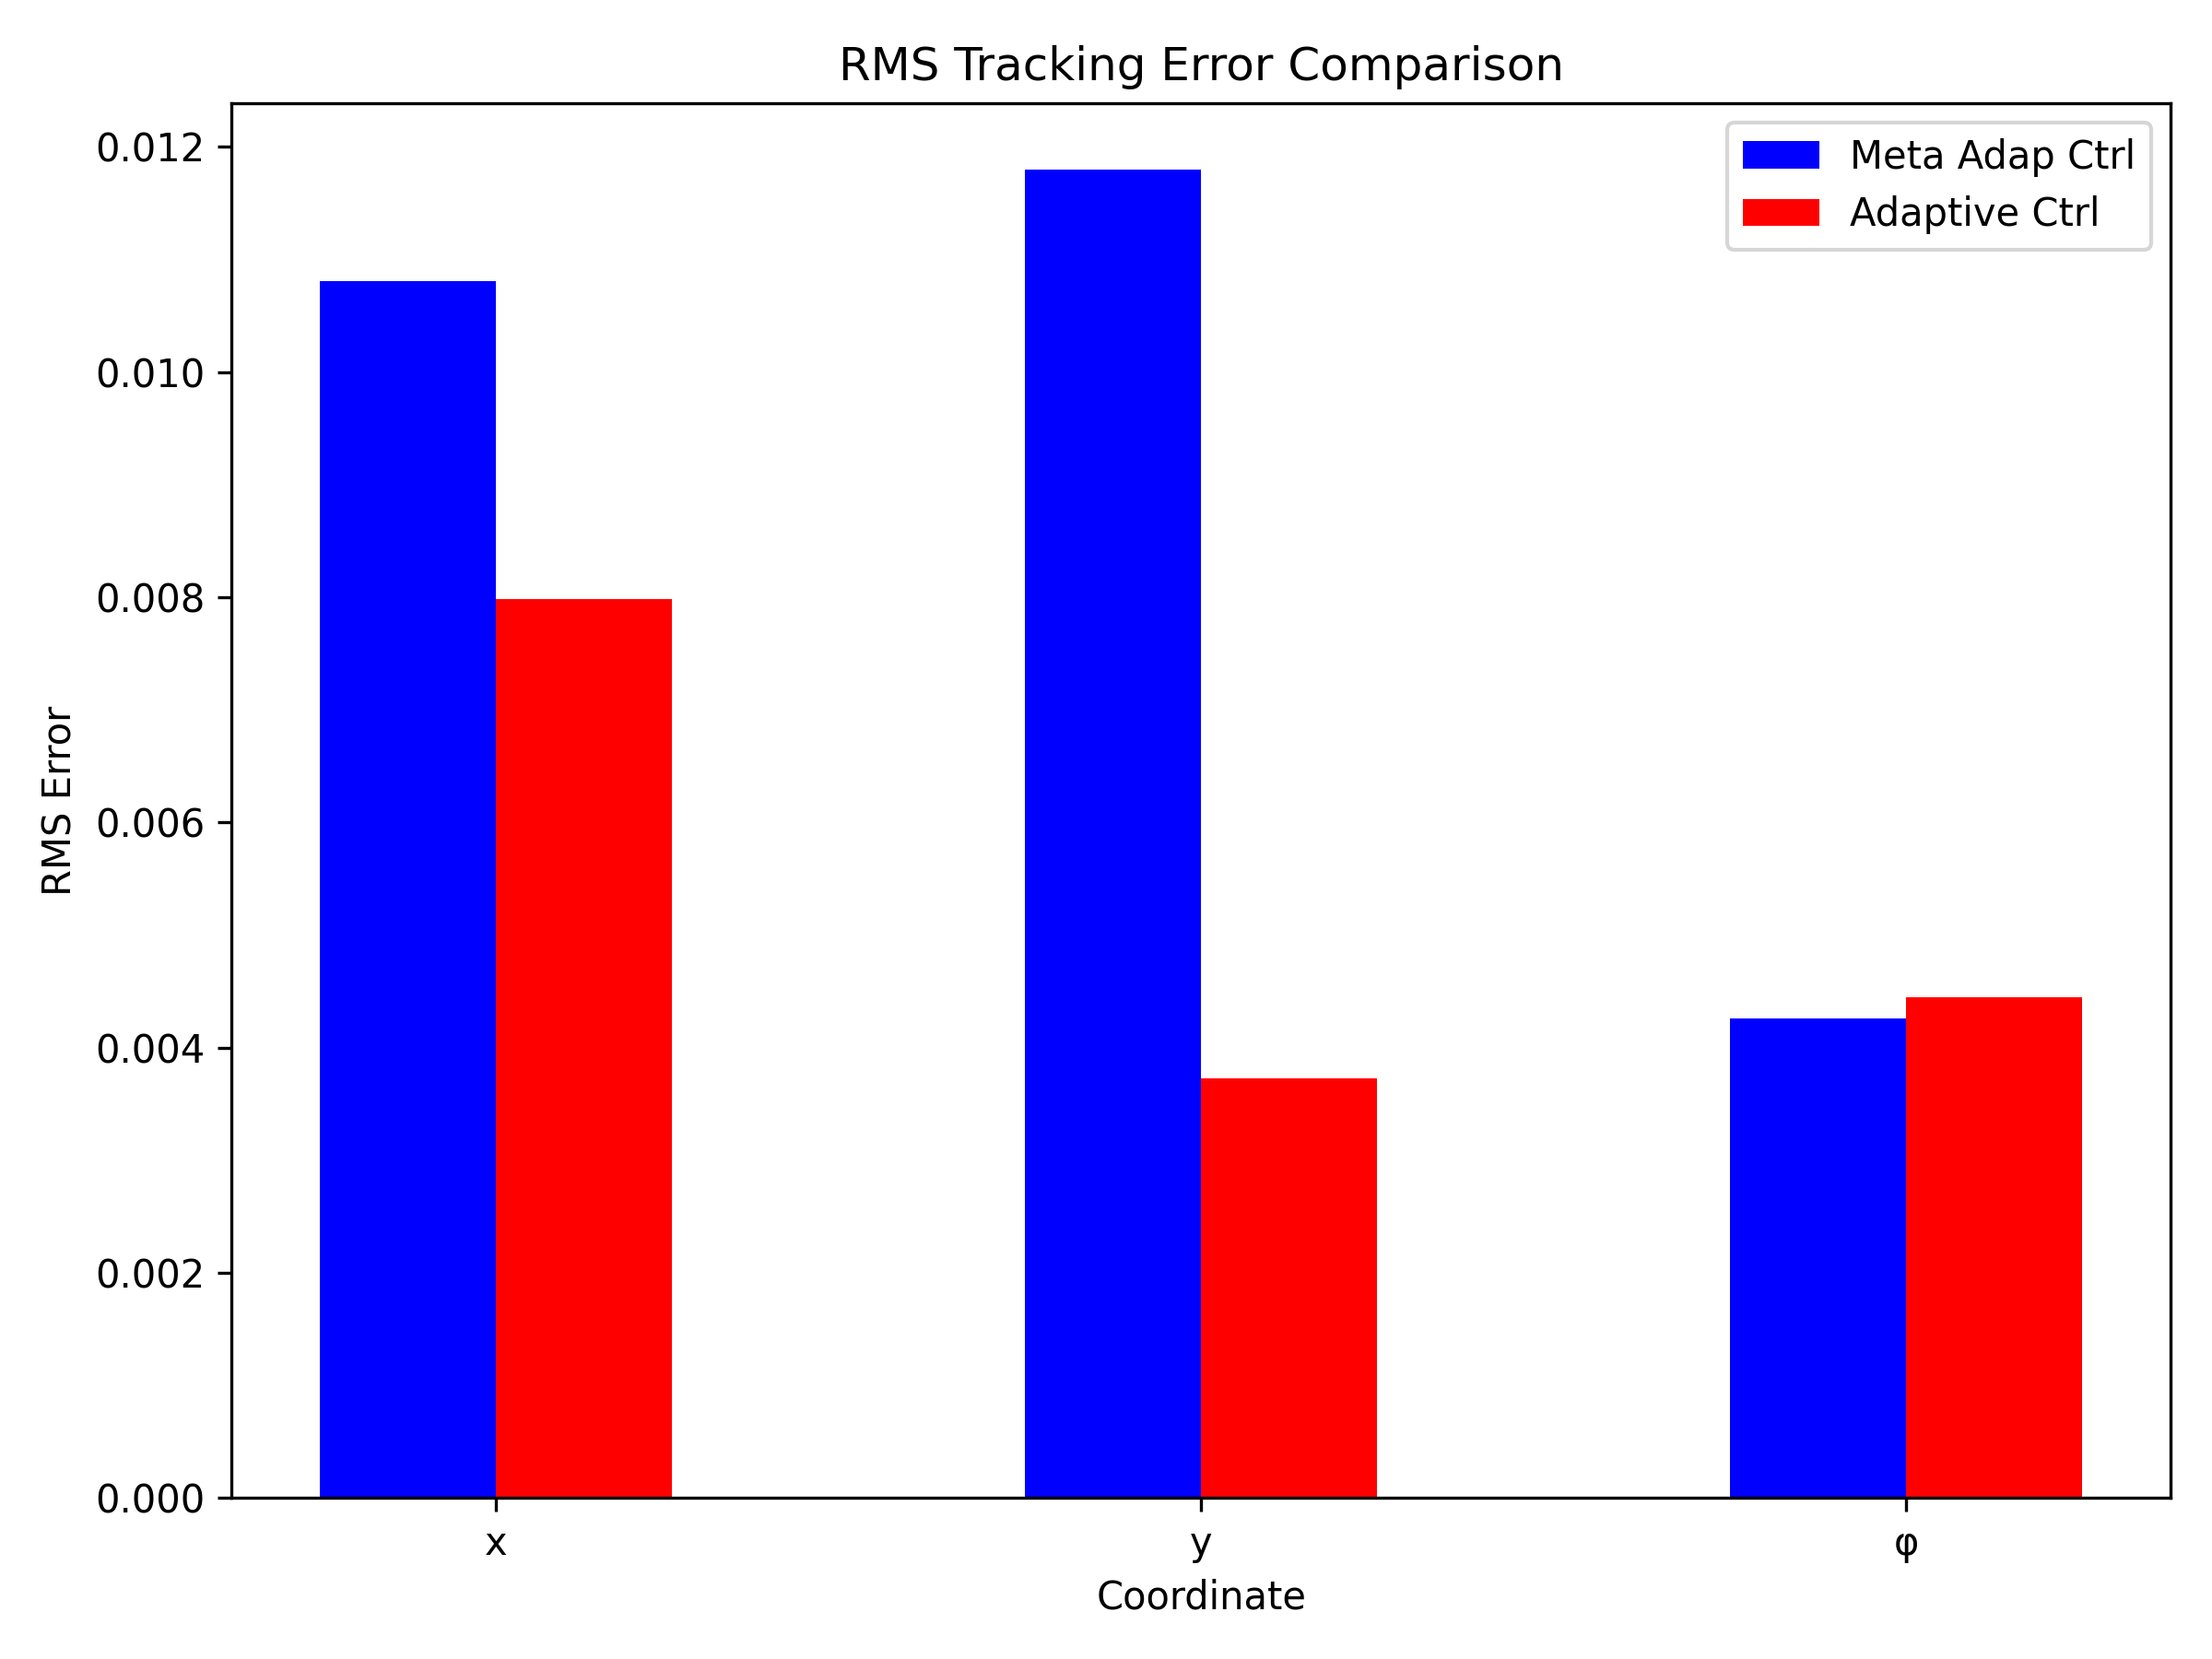 RMS Tracking Error Comparison
Meta Adap Ctrl
Adaptive Ctrl
RMS Error
0.012
0.010
0.008
0.006
0.004
0.002
0.000
x
y
φ
Coordinate